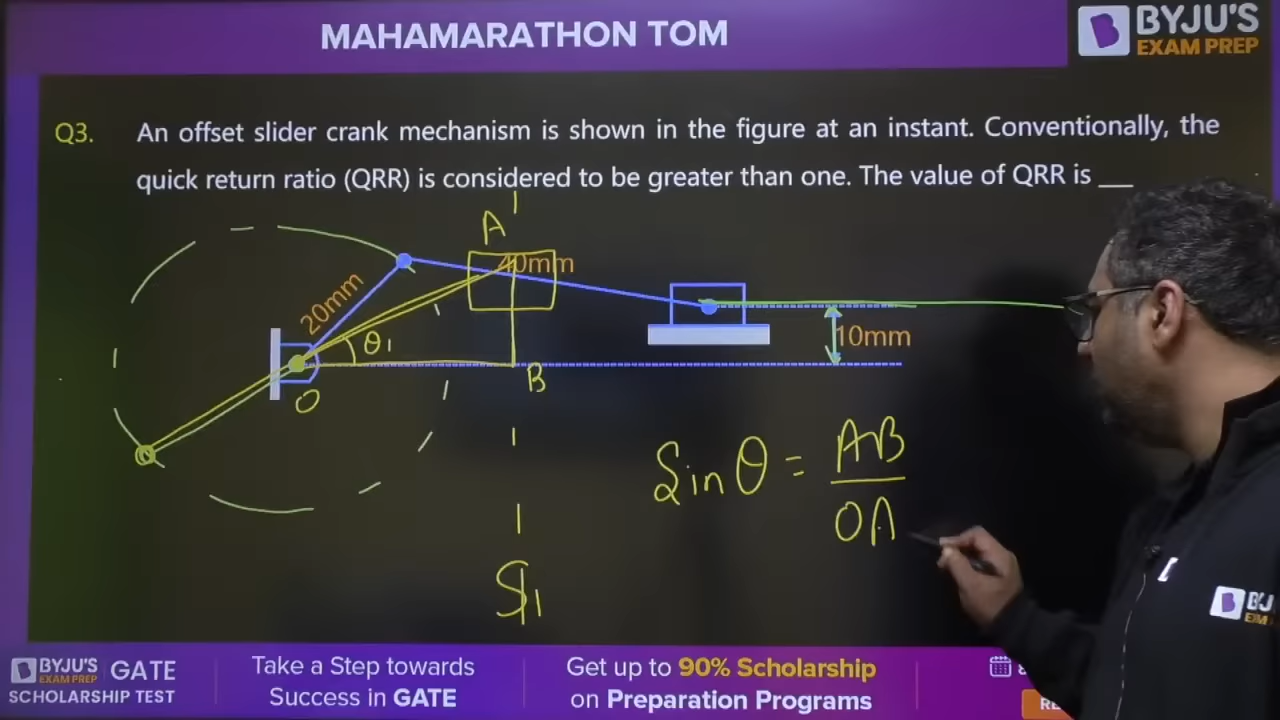 MAHAMARATHON TOM
BYJU'S
EXAM PREP
Q3. An offset slider crank mechanism is shown in the figure at an instant. Conventionally, the
quick return ratio (QRR) is considered to be greater than one. The value of QRR is ___
A
40mm
20mm
10mm
θ1
O
B
Sinθ = AB
OA
S1
BYJU'S
EXAM PREP
GATE
SCHOLARSHIP TEST
Take a Step towards
Success in GATE
Get up to 90% Scholarship
on Preparation Programs